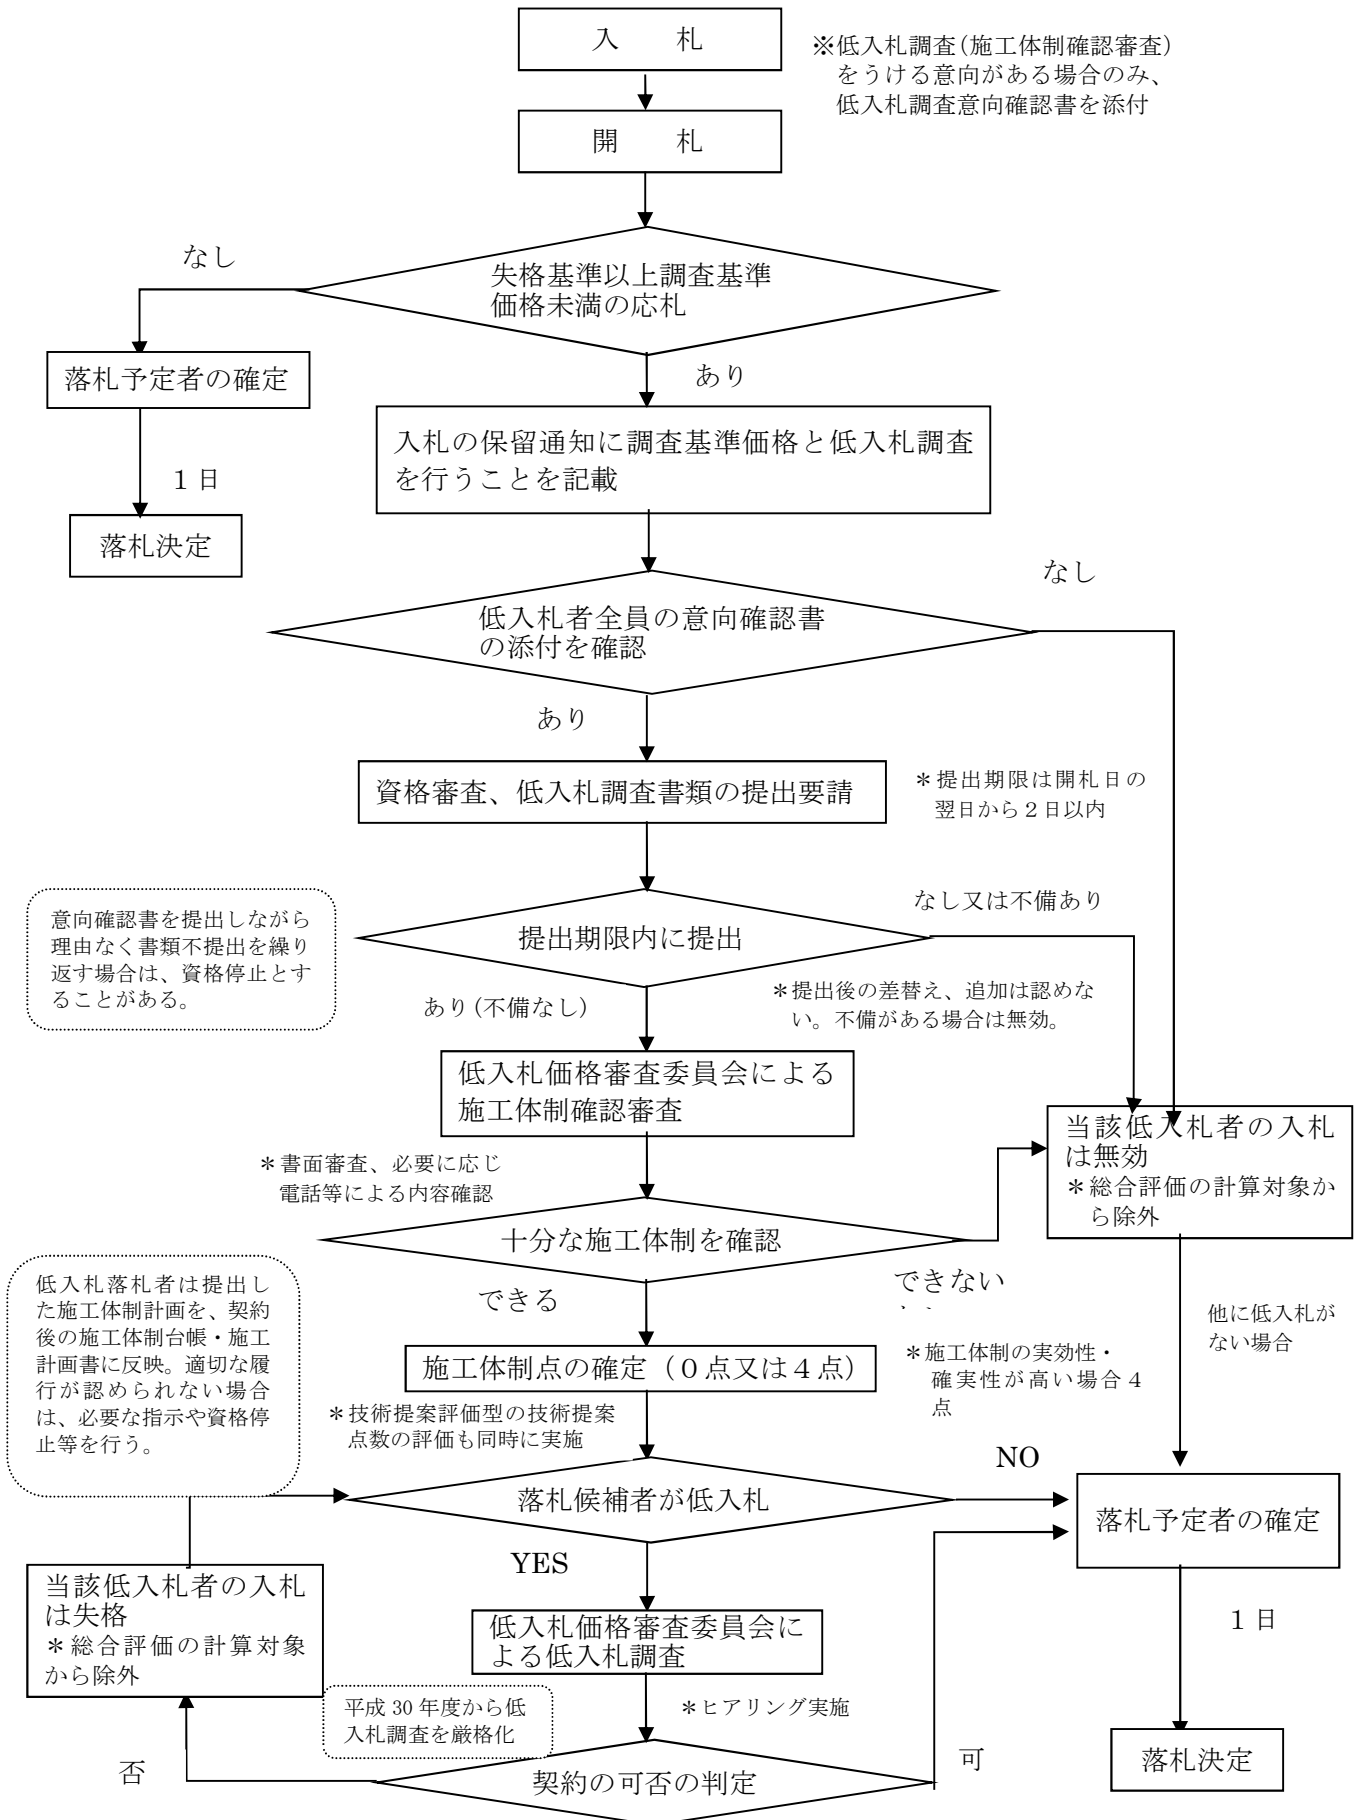 入　　札
※低入札調査(施工体制確認審査)
をうける意向がある場合のみ、
低入札調査意向確認書を添付
開　　札
なし
失格基準以上調査基準
価格未満の応札
落札予定者の確定
あり
入札の保留通知に調査基準価格と低入札調査
を行うことを記載
1 日
落札決定
なし
低入札者全員の意向確認書
の添付を確認
あり
資格審査、低入札調査書類の提出要請
＊提出期限は開札日の
翌日から２日以内
意向確認書を提出しながら
理由なく書類不提出を繰り
返す場合は、資格停止とす
ることがある。
なし又は不備あり
提出期限内に提出
あり(不備なし)
＊提出後の差替え、追加は認めな
い。不備がある場合は無効。
低入札価格審査委員会による
施工体制確認審査
当該低入札者の入札
は無効
＊総合評価の計算対象か
ら除外
＊書面審査、必要に応じ
電話等による内容確認
十分な施工体制を確認
できない
できる
低入札落札者は提出し
た施工体制計画を、契約
後の施工体制台帳・施工
計画書に反映。適切な履
行が認められない場合
は、必要な指示や資格停
止等を行う。
他に低入札が
ない場合
施工体制点の確定（０点又は４点）
＊施工体制の実効性・
確実性が高い場合 4
点
＊技術提案評価型の技術提案
点数の評価も同時に実施
NO
落札候補者が低入札
落札予定者の確定
YES
当該低入札者の入札
は失格
＊総合評価の計算対象
から除外
低入札価格審査委員会に
よる低入札調査
1 日
平成 30 年度から低
入札調査を厳格化
＊ヒアリング実施
否
契約の可否の判定
可
落札決定